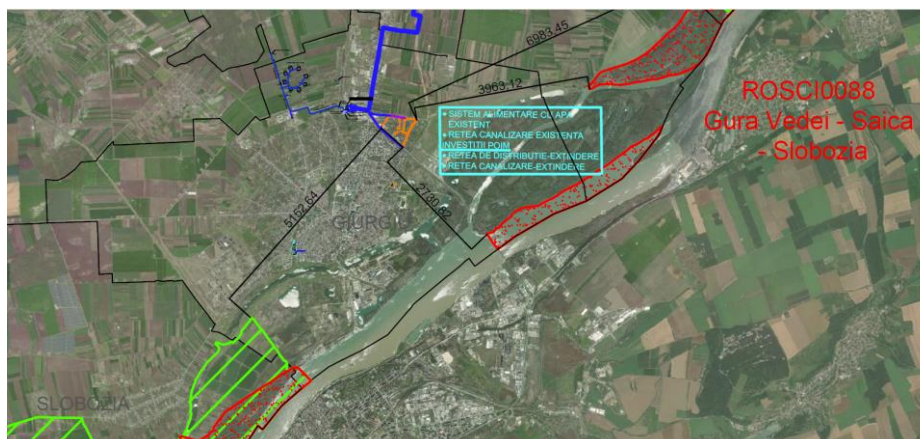 6983.45
3963.12
ROSCI0088
Gura Vedei - Saica
- Slobozia
• SISTEM ALIMENTARE CU APA
EXISTENT
• RETEA CANALIZARE EXISTENTA
INVESTITII POIM
• RETEA DE DISTRIBUTIE-EXTINDERE
• RETEA CANALIZARE-EXTINDERE
5162.64
2730.62
GIURGIU
SLOBOZIA